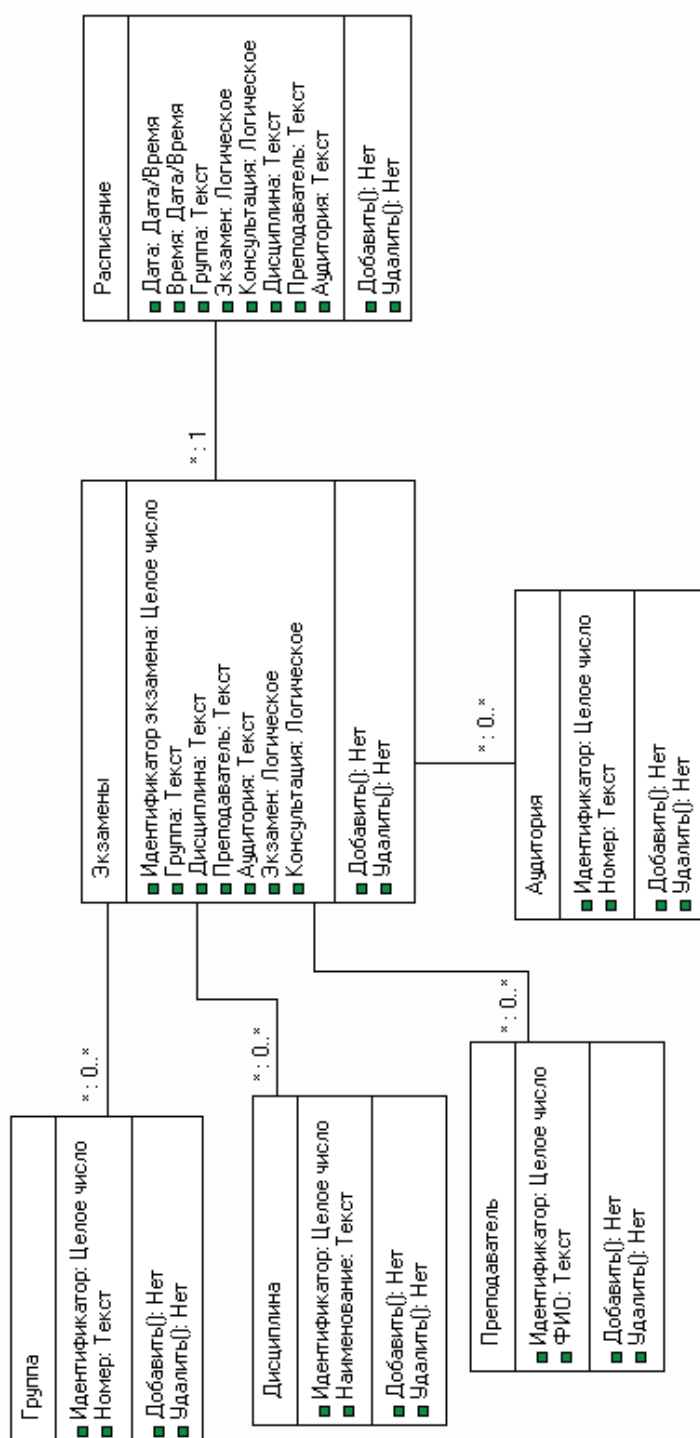 Группа
Идентификатор: Целое число
Номер: Текст
Добавить(): Нет
Удалить(): Нет
*: 0..*
Дисциплина
Идентификатор: Целое число
Наименование: Текст
Добавить(): Нет
Удалить(): Нет
*: 0..*
Преподаватель
Идентификатор: Целое число
ФИО: Текст
Добавить(): Нет
Удалить(): Нет
*: 0..*
Экзамены
Идентификатор экзамена: Целое число
Группа: Текст
Дисциплина: Текст
Преподаватель: Текст
Аудитория: Текст
Экзамен: Логическое
Консультация: Логическое
Добавить(): Нет
Удалить(): Нет
Аудитория
Идентификатор: Целое число
Номер: Текст
Добавить(): Нет
Удалить(): Нет
*: 0..*
*: 1
Расписание
Дата: Дата/Время
Время: Дата/Время
Группа: Текст
Экзамен: Логическое
Консультация: Логическое
Дисциплина: Текст
Преподаватель: Текст
Аудитория: Текст
Добавить(): Нет
Удалить(): Нет